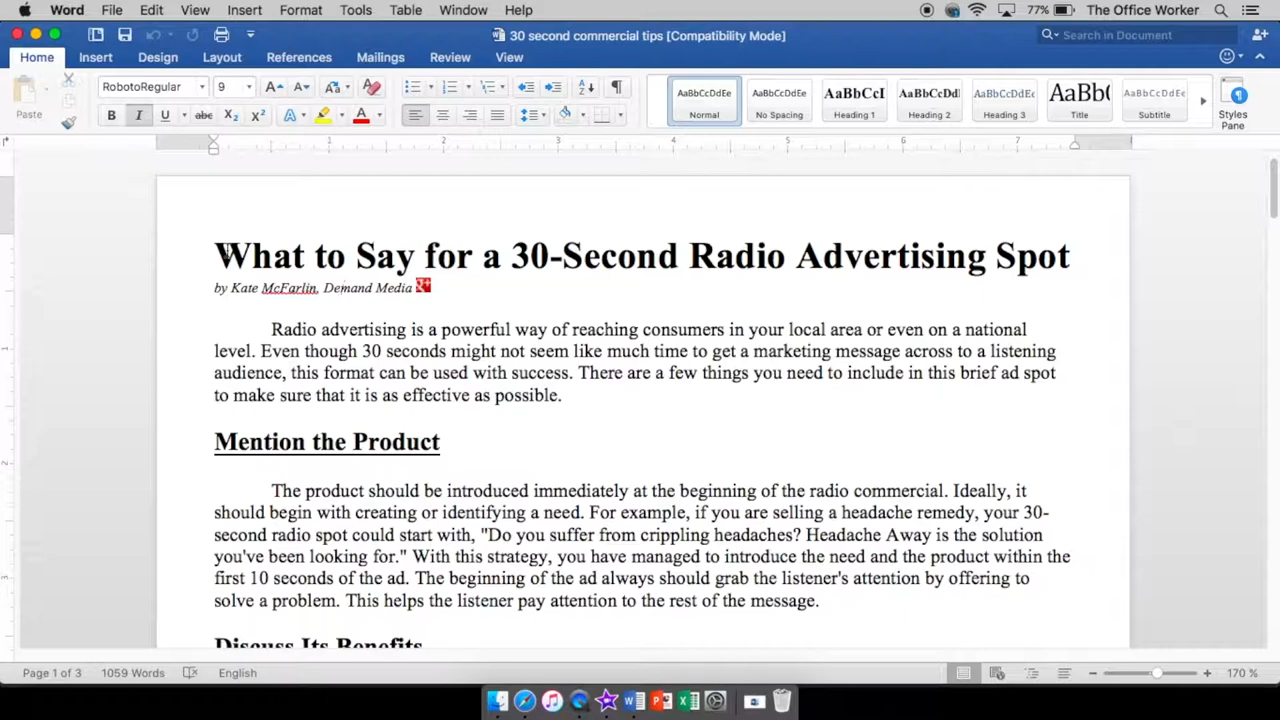 Word File Edit View Insert Format Tools Table Window Help 77% The Office Worker
30 second commercial tips [Compatibility Mode] Search in Document
Home Insert Design Layout References Mailings Review View
RobotoRegular 9 AaBbCcDdEe AaBbCcDdEe AaBbCcI AaBbCcDdI AaBbCcDdEe AaBb( AaBbCcDdEe
Paste B I U abc X₂ X² A A Normal No Spacing Heading 1 Heading 2 Heading 3 Title Subtitle Styles Pane
1 2 3 4 5 6 7
What to Say for a 30-Second Radio Advertising Spot
by Kate McFarlin, Demand Media
Radio advertising is a powerful way of reaching consumers in your local area or even on a national
level. Even though 30 seconds might not seem like much time to get a marketing message across to a listening
audience, this format can be used with success. There are a few things you need to include in this brief ad spot
to make sure that it is as effective as possible.
Mention the Product
The product should be introduced immediately at the beginning of the radio commercial. Ideally, it
should begin with creating or identifying a need. For example, if you are selling a headache remedy, your 30-
second radio spot could start with, "Do you suffer from crippling headaches? Headache Away is the solution
you've been looking for." With this strategy, you have managed to introduce the need and the product within the
first 10 seconds of the ad. The beginning of the ad always should grab the listener's attention by offering to
solve a problem. This helps the listener pay attention to the rest of the message.
Discuss Its Benefits
Page 1 of 3 1059 Words English 170 %